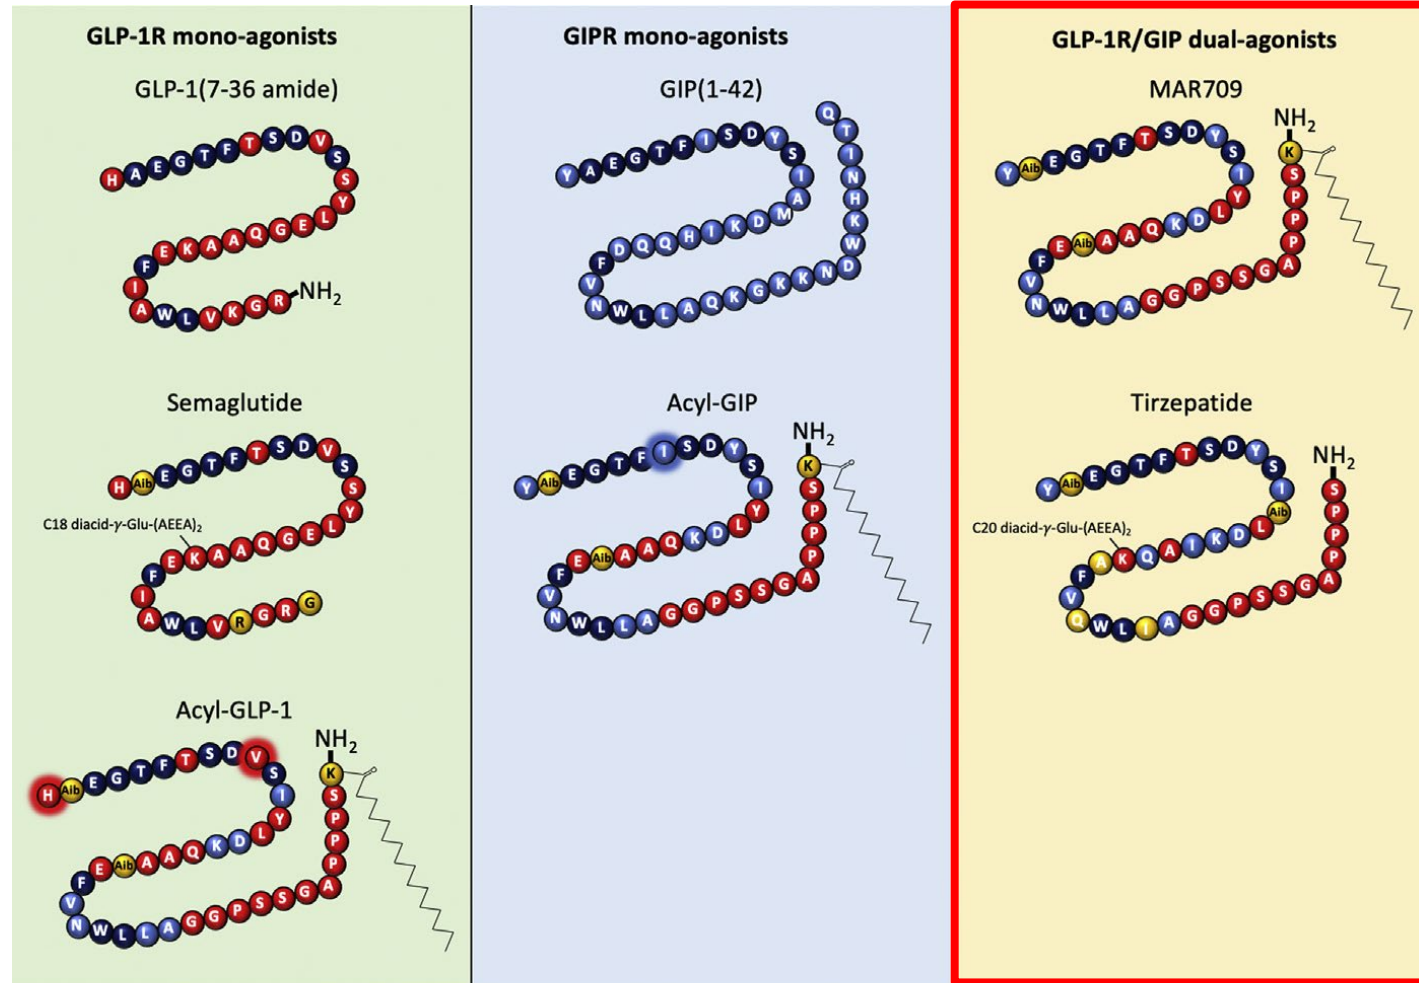 GLP-1R mono-agonists
GLP-1(7-36 amide)
H A E G T F T S D V S S Y L E G Q A A K E F I A W L V K G R NH2
Semaglutide
H Aib E G T F T S D V S S Y L E G Q A A K E F I A W L V R G R G
C18 diacid-γ-Glu-(AEEA)2
Acyl-GLP-1
H Aib E G T F T S D V S I Y L D K Q A A Aib E F V N W L L A G G P S S G A P P P S K NH2
GIPR mono-agonists
GIP(1-42)
Y A E G T F I S D Y S I A M D K I H Q Q D F V N W L L A Q K G K K N D W K H N I T Q
Acyl-GIP
Y Aib E G T F I S D Y S I Y L D K Q A A Aib E F V N W L L A G G P S S G A P P P S K NH2
GLP-1R/GIP dual-agonists
MAR709
Y Aib E G T F T S D Y S I Y L D K Q A A Aib E F V N W L L A G G P S S S G A P P P S K NH2
Tirzepatide
Y Aib E G T F T S D Y S I Aib L D K I A Q K A F V Q W L I A G G P S S G A P P P S NH2
C20 diacid-γ-Glu-(AEEA)2